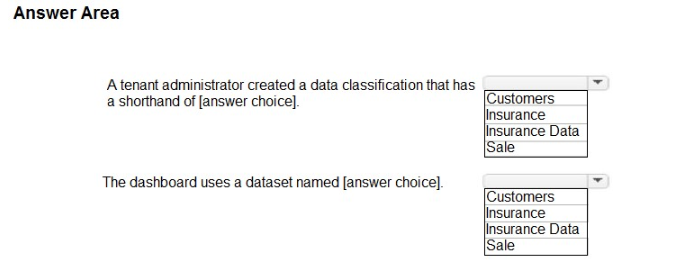 Answer Area
A tenant administrator created a data classification that has
a shorthand of [answer choice].
Customers
Insurance
Insurance Data
Sale
The dashboard uses a dataset named [answer choice].
Customers
Insurance
Insurance Data
Sale